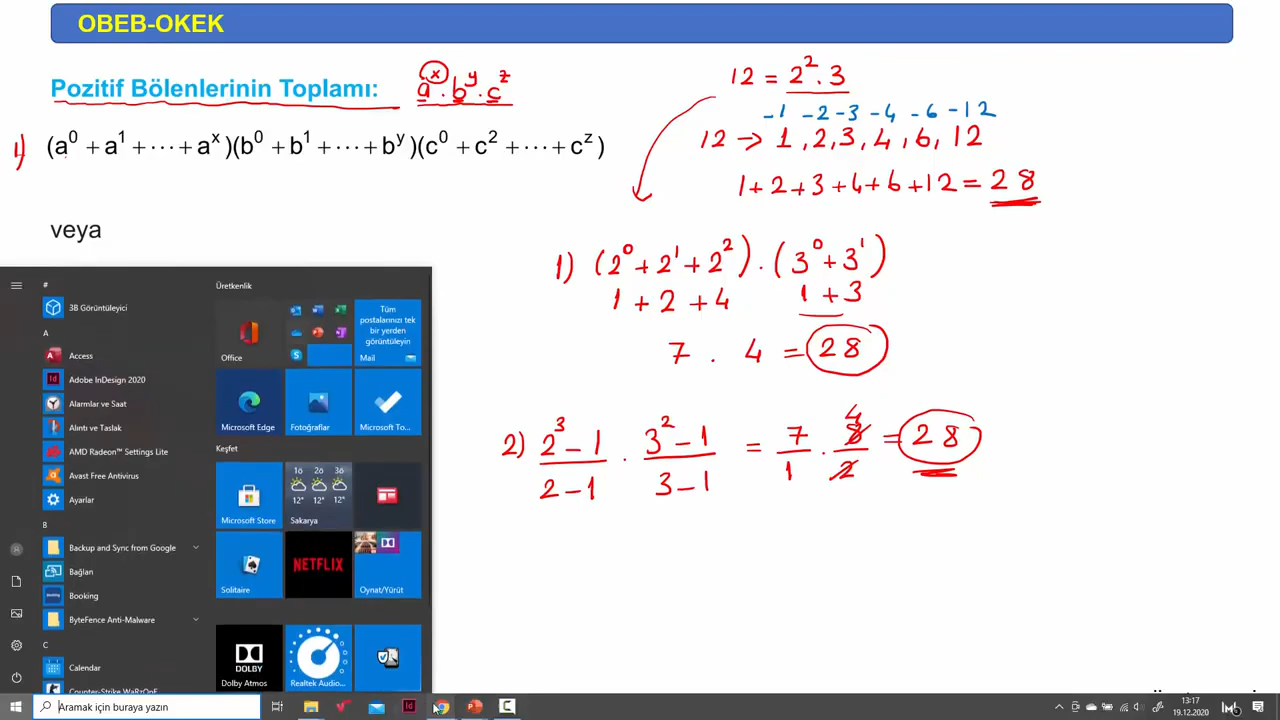 OBEB-OKEK
Pozitif Bölenlerinin Toplamı: a^x . b^y . c^z
1) (a^0 + a^1 + ⋯ + a^x)(b^0 + b^1 + ⋯ + b^y)(c^0 + c^2 + ⋯ + c^z)
veya
12 = 2^2 . 3
-1 -2 -3 -4 -6 -12
12 → 1, 2, 3, 4, 6, 12
1 + 2 + 3 + 4 + 6 + 12 = 28
1) (2^0 + 2^1 + 2^2) . (3^0 + 3^1)
1 + 2 + 4 1 + 3
7 . 4 = 28
2) 2^3 - 1 / 2 - 1 . 3^2 - 1 / 3 - 1 = 7/1 . 8/2 = 28
4
#
3B Görüntüleyici
A
Access
Adobe InDesign 2020
Alarmlar ve Saat
Alıntı ve Taslak
AMD Radeon™ Settings Lite
Avast Free Antivirus
Ayarlar
B
Backup and Sync from Google
Bağlan
Booking
ByteFence Anti-Malware
C
Calendar
Counter-Strike WaRzOnE
Üretkenlik
Office
Tüm
postalarınızı tek
bir yerden
görüntüleyin
Mail
Microsoft Edge
Fotoğraflar
Microsoft To...
Keşfet
Microsoft Store
16 26 36
12° 12° 12°
Sakarya
Solitaire
NETFLIX
Oynat/Yürüt
DOLBY
Dolby Atmos
Realtek Audio...
Aramak için buraya yazın
13:17
19.12.2020